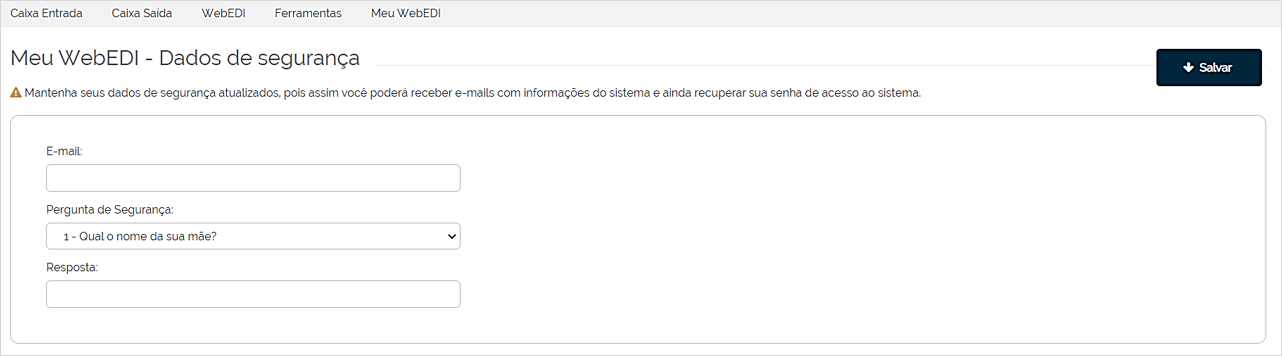 Caixa Entrada Caixa Saída WebEDI Ferramentas Meu WebEDI
Meu WebEDI - Dados de segurança
Salvar
Mantenha seus dados de segurança atualizados, pois assim você poderá receber e-mails com informações do sistema e ainda recuperar sua senha de acesso ao sistema.
E-mail:
Pergunta de Segurança:
1 - Qual o nome da sua mãe?
Resposta: